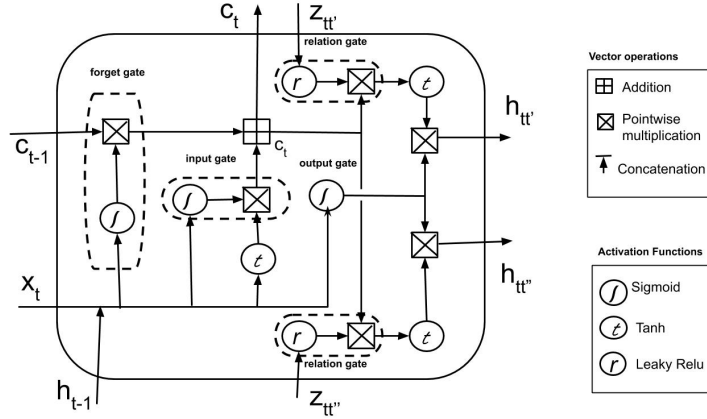 c_t
z_tt'
relation gate
forget gate
r
t
h_tt'
c_t-1
c_t
input gate
output gate
ʃ
ʃ
ʃ
t
x_t
h_tt"
r
t
relation gate
h_t-1
z_tt"
Vector operations
Addition
Pointwise
multiplication
Concatenation
Activation Functions
ʃ Sigmoid
t Tanh
r Leaky Relu